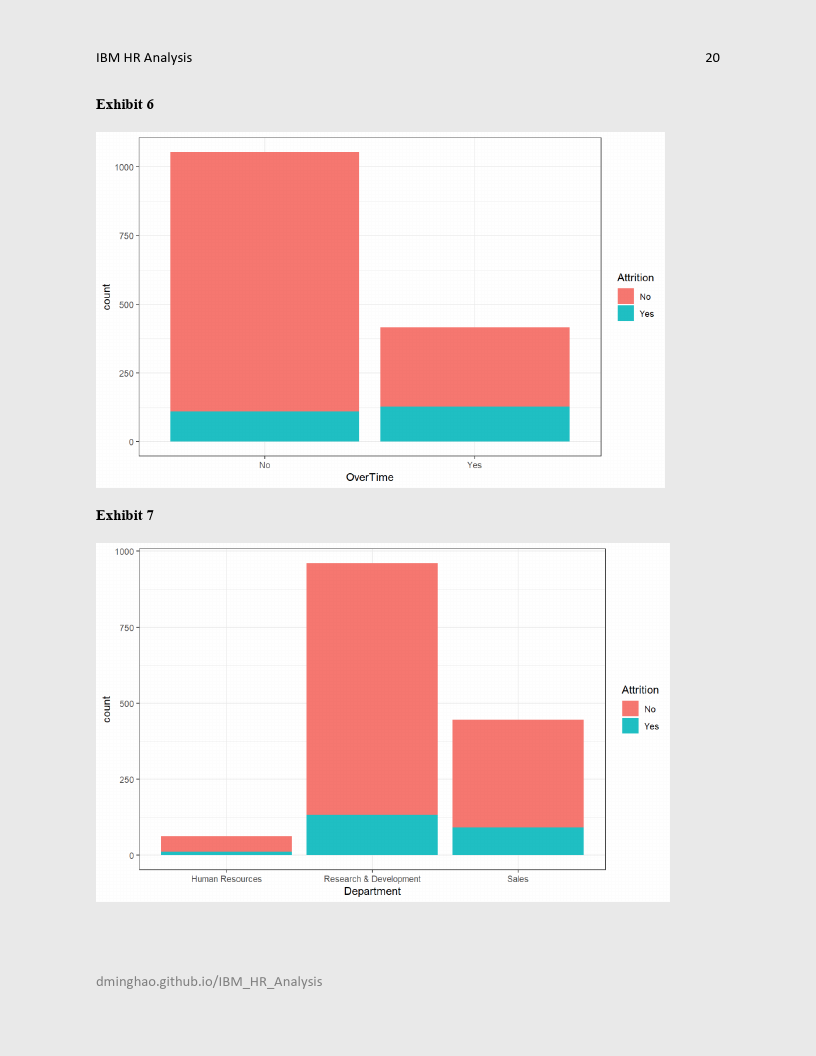 IBM HR Analysis 20
Exhibit 6
1000
750
500
250
0
count
No Yes
OverTime
Attrition
No
Yes
Exhibit 7
1000
750
500
250
0
count
Human Resources Research & Development Sales
Department
Attrition
No
Yes
dminghao.github.io/IBM_HR_Analysis